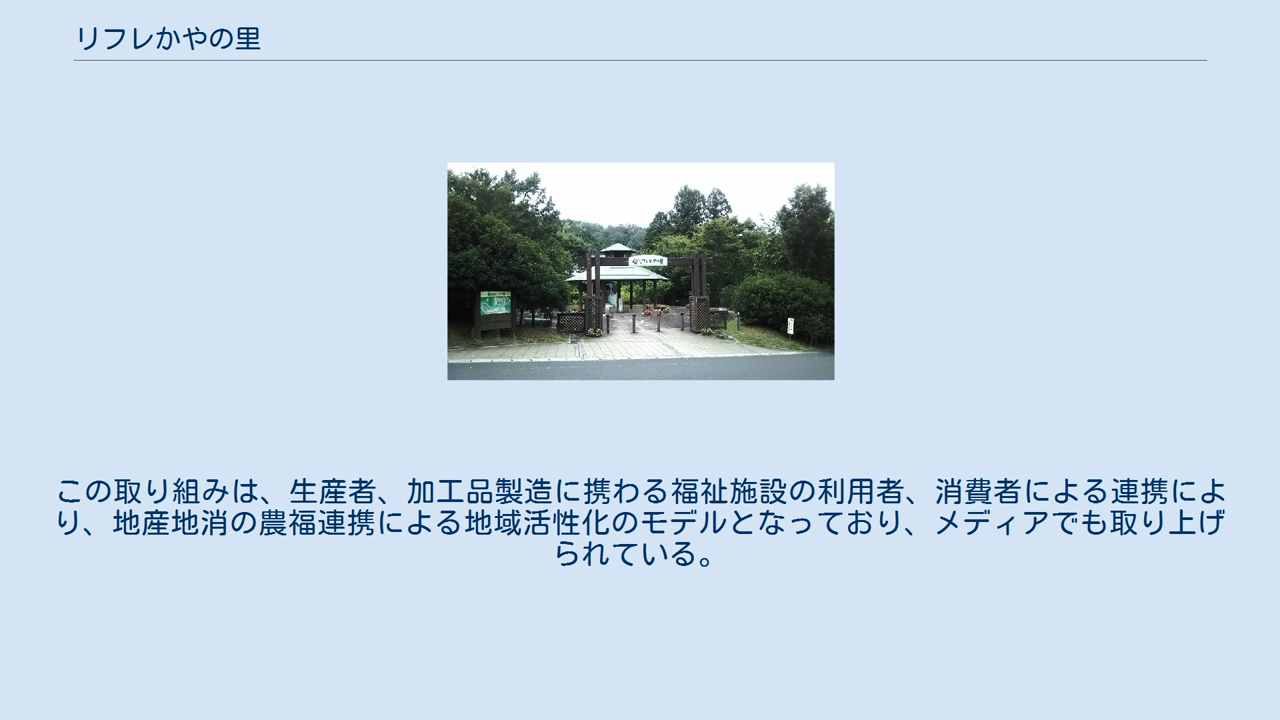 リフレかやの里
この取り組みは、生産者、加工品製造に携わる福祉施設の利用者、消費者による連携によ
り、地産地消の農福連携による地域活性化のモデルとなっており、メディアでも取り上げ
られている。